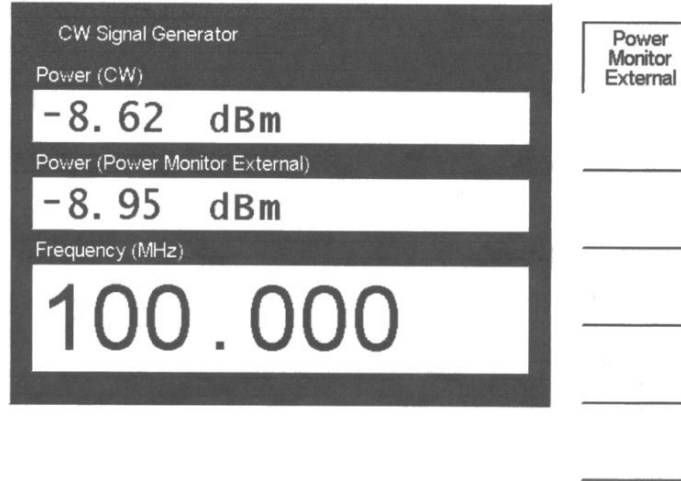 CW Signal Generator
Power (CW)
-8.62 dBm
Power (Power Monitor External)
-8.95 dBm
Frequency (MHz)
100.000
Power
Monitor
External